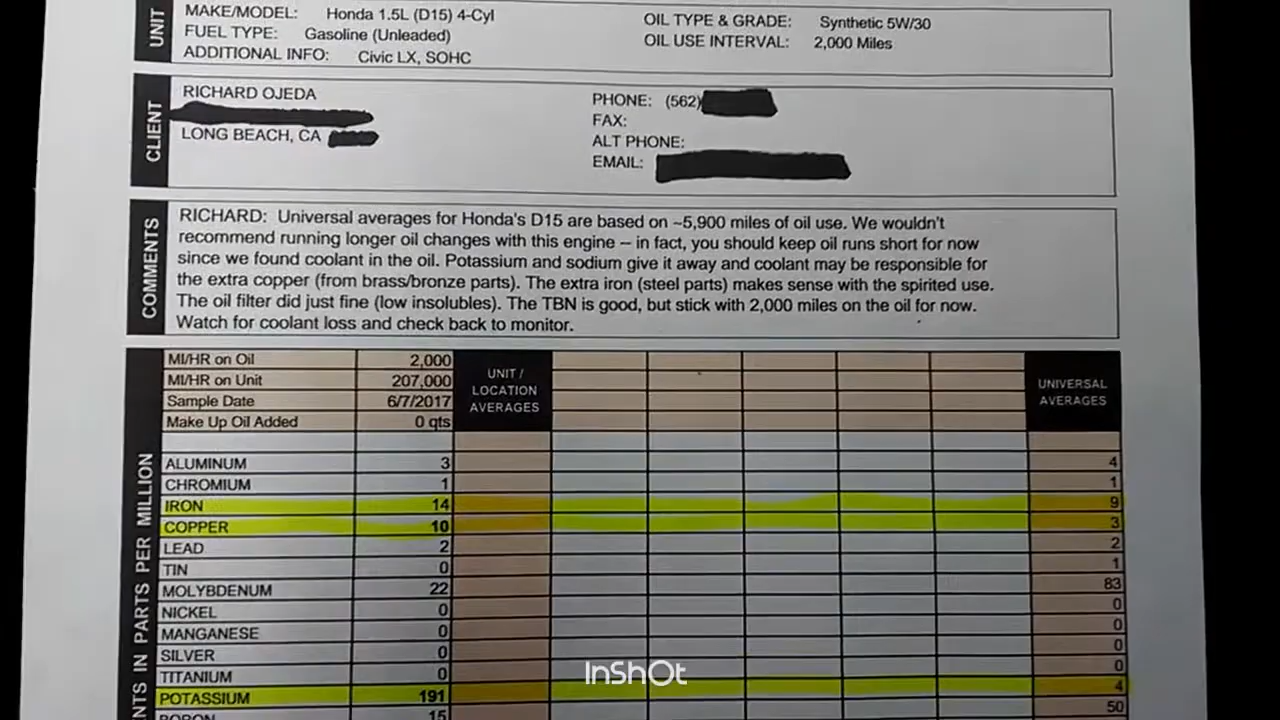 UNIT
MAKE/MODEL: Honda 1.5L (D15) 4-Cyl
FUEL TYPE: Gasoline (Unleaded)
ADDITIONAL INFO: Civic LX, SOHC
OIL TYPE & GRADE: Synthetic 5W/30
OIL USE INTERVAL: 2,000 Miles
CLIENT
RICHARD OJEDA
LONG BEACH, CA
PHONE: (562)
FAX:
ALT PHONE:
EMAIL:
COMMENTS
RICHARD: Universal averages for Honda's D15 are based on ~5,900 miles of oil use. We wouldn't
recommend running longer oil changes with this engine – in fact, you should keep oil runs short for now
since we found coolant in the oil. Potassium and sodium give it away and coolant may be responsible for
the extra copper (from brass/bronze parts). The extra iron (steel parts) makes sense with the spirited use.
The oil filter did just fine (low insolubles). The TBN is good, but stick with 2,000 miles on the oil for now.
Watch for coolant loss and check back to monitor.
MI/HR on Oil 2,000
MI/HR on Unit 207,000
Sample Date 6/7/2017
Make Up Oil Added 0 qts
UNIT /
LOCATION
AVERAGES
UNIVERSAL
AVERAGES
NTS IN PARTS PER MILLION
ALUMINUM 3 4
CHROMIUM 1 1
IRON 14 9
COPPER 10 3
LEAD 2 2
TIN 0 1
MOLYBDENUM 22 83
NICKEL 0 0
MANGANESE 0 0
SILVER 0 0
TITANIUM 0 0
POTASSIUM 191 4
BORON 15 50
InShOt